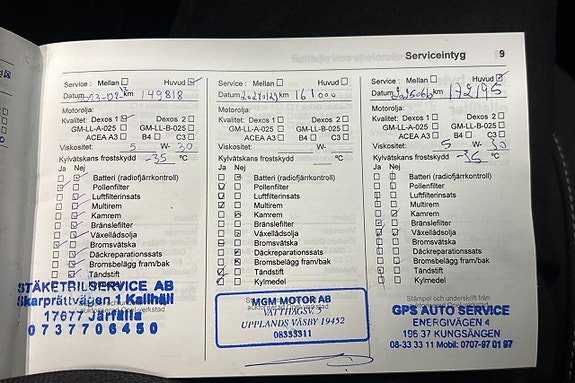 Serviceintyg 9
Service: Mellan Huvud
Datum km 149818
Motorolja:
Kvalitet: Dexos 1 Dexos 2
GM-LL-A-025 GM-LL-B-025
ACEA A3 B4 C3
Viskositet: 5 W- 30
Kylvätskans frostskydd -35 °C
Ja Nej
Batteri (radiofjärrkontroll)
Pollenfilter
Luftfilterinsats
Multirem
Kamrem
Bränslefilter
Växellådsolja
Bromsvätska
Däckreparationssats
Bromsbelägg fram/bak
Tändstift
Kylmedel
STÄKETBILSERVICE AB
Skarprättvägen 1 Kallhäll
17677 Järfälla
0737706450
Service: Mellan Huvud
Datum 20240129 km 161000
Motorolja:
Kvalitet: Dexos 1 Dexos 2
GM-LL-A-025 GM-LL-B-025
ACEA A3 B4 C3
Viskositet: W-
Kylvätskans frostskydd °C
Ja Nej
Batteri (radiofjärrkontroll)
Pollenfilter
Luftfilterinsats
Multirem
Kamrem
Bränslefilter
Växellådsolja
Bromsvätska
Däckreparationssats
Bromsbelägg fram/bak
Tändstift
Kylmedel
MGM MOTOR AB
VATTHAGSV. 5
UPPLANDS VÄSBY 19452
08333311
Service: Mellan Huvud
Datum km 172195
Motorolja:
Kvalitet: Dexos 1 Dexos 2
GM-LL-A-025 GM-LL-B-025
ACEA A3 B4 C3
Viskositet: 5 W- 30
Kylvätskans frostskydd -35 °C
Ja Nej
Batteri (radiofjärrkontroll)
Pollenfilter
Luftfilterinsats
Multirem
Kamrem
Bränslefilter
Växellådsolja
Bromsvätska
Däckreparationssats
Bromsbelägg fram/bak
Tändstift
Kylmedel
Stämpel och underskrift från
GPS AUTO SERVICE
ENERGIVÄGEN 4
196 37 KUNGSÄNGEN
08-33 33 11 Mobil: 0707-97 01 97